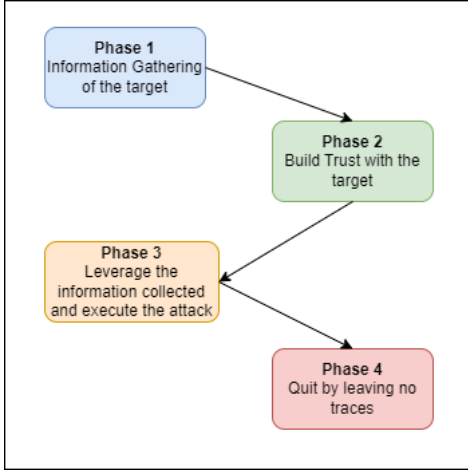 Phase 1
Information Gathering
of the target
Phase 2
Build Trust with the
target
Phase 3
Leverage the
information collected
and execute the attack
Phase 4
Quit by leaving no
traces